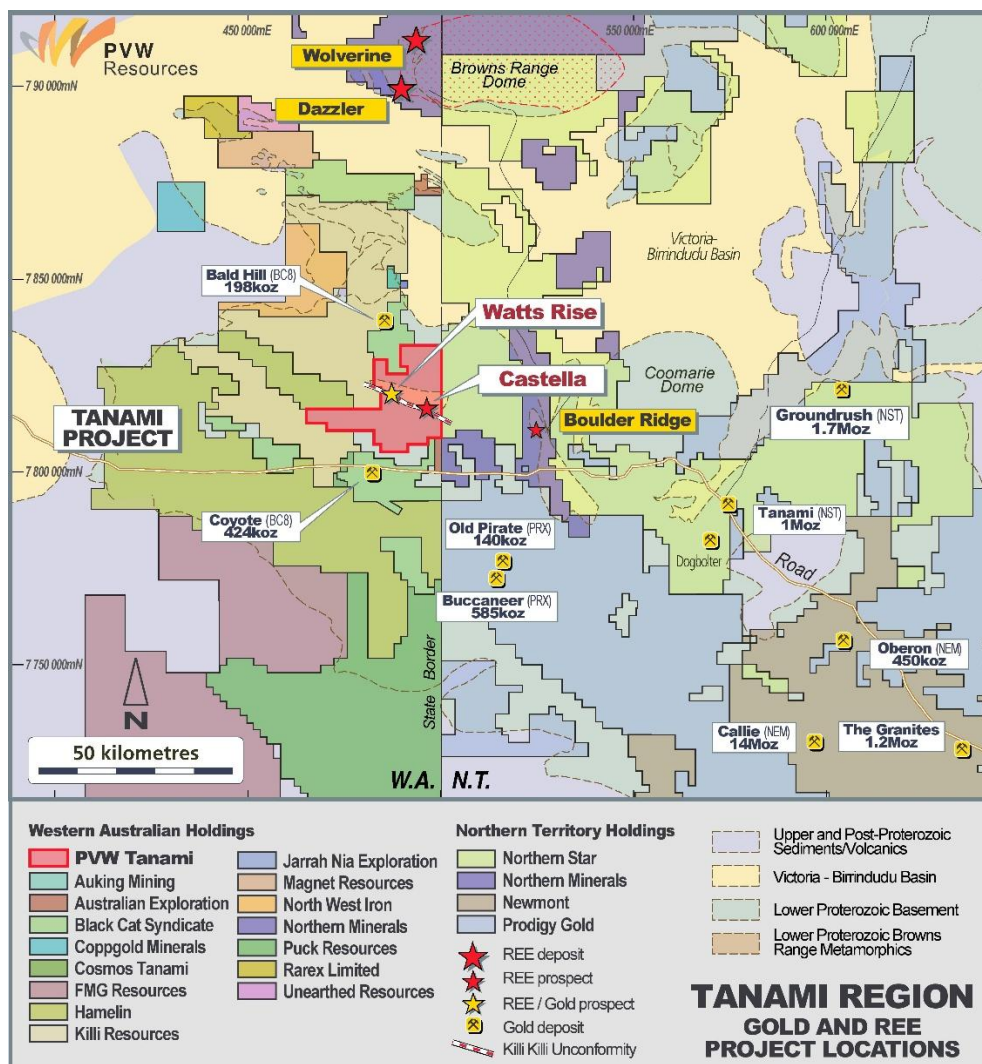 PVW
Resources
450 000mE
550 000mE
600 000mE
7 90 000mN
7 850 000mN
7 800 000mN
7 750 000mN
Wolverine
Dazzler
Browns Range
Dome
Victoria-
Birrindudu Basin
Bald Hill (BC8)
198koz
Watts Rise
Castella
Coomarie
Dome
TANAMI
PROJECT
Boulder Ridge
Groundrush (NST)
1.7Moz
Coyote (BC8)
424koz
Old Pirate (PRX)
140koz
Buccaneer (PRX)
585koz
Tanami (NST)
1Moz
Dogbolter
Road
Oberon (NEM)
450koz
Callie (NEM)
14Moz
The Granites
1.2Moz
State Border
N
50 kilometres
W.A.
N.T.
Western Australian Holdings
PVW Tanami
Auking Mining
Australian Exploration
Black Cat Syndicate
Coppgold Minerals
Cosmos Tanami
FMG Resources
Hamelin
Killi Resources
Jarrah Nia Exploration
Magnet Resources
North West Iron
Northern Minerals
Puck Resources
Rarex Limited
Unearthed Resources
Northern Territory Holdings
Northern Star
Northern Minerals
Newmont
Prodigy Gold
REE deposit
REE prospect
REE / Gold prospect
Gold deposit
Killi Killi Unconformity
Upper and Post-Proterozoic
Sediments/Volcanics
Victoria - Birrindudu Basin
Lower Proterozoic Basement
Lower Proterozoic Browns
Range Metamorphics
TANAMI REGION
GOLD AND REE
PROJECT LOCATIONS